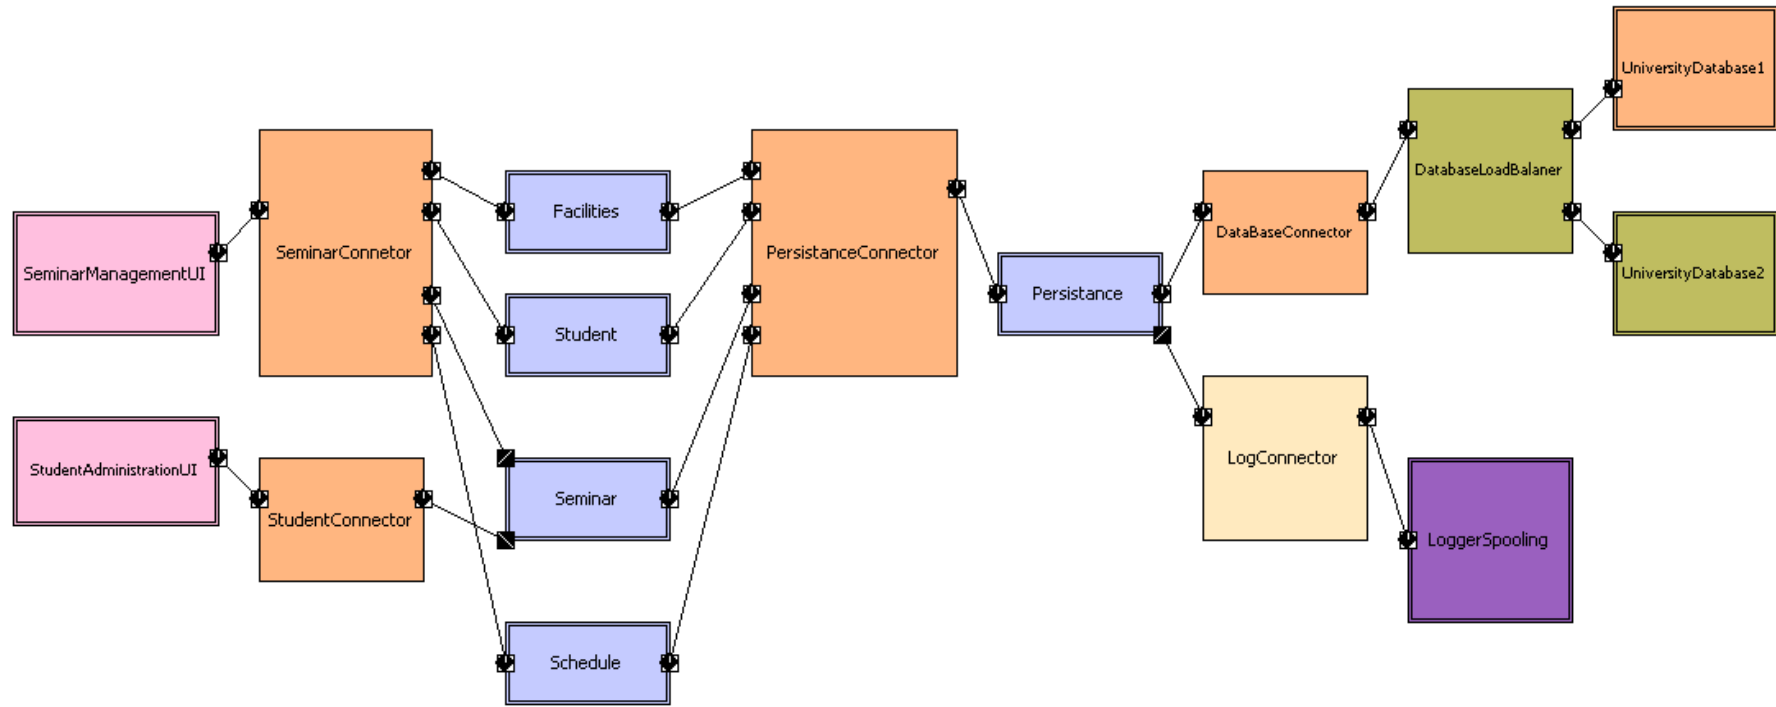 SeminarManagementUI
StudentAdministrationUI
SeminarConnetor
StudentConnector
Facilities
Student
Seminar
Schedule
PersistanceConnector
Persistance
DataBaseConnector
LogConnector
DatabaseLoadBalaner
LoggerSpooling
UniversityDatabase1
UniversityDatabase2